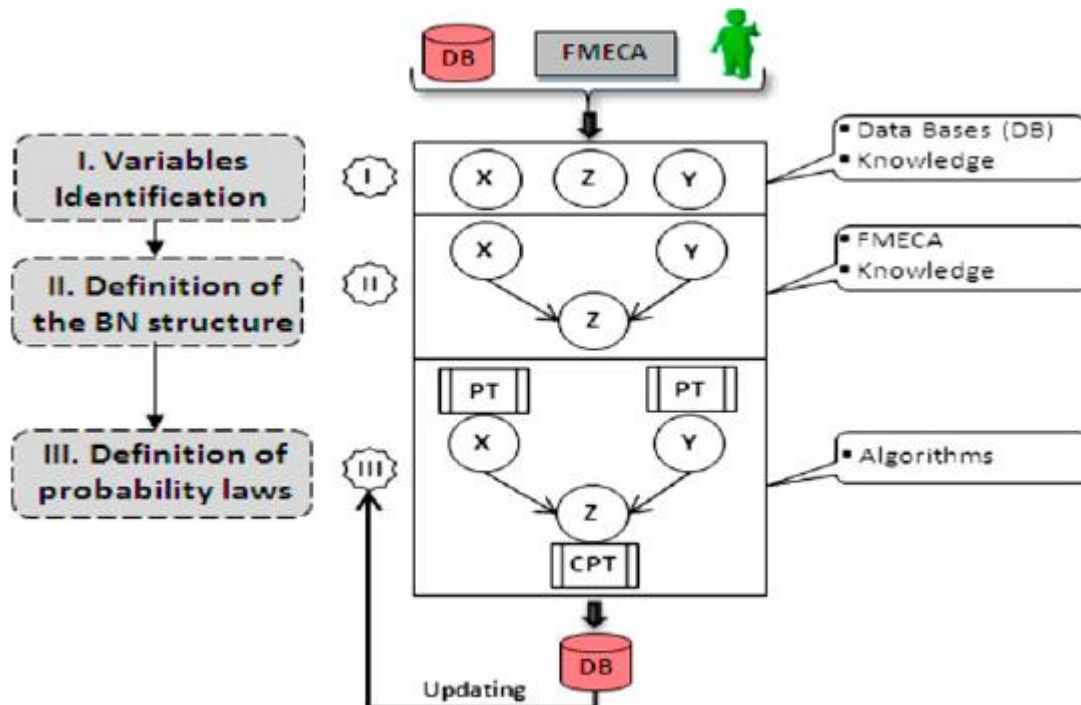 DB
FMECA
I. Variables
Identification
I
X
Z
Y
▪ Data Bases (DB)
▪ Knowledge
II. Definition of
the BN structure
II
X
Y
Z
▪ FMECA
▪ Knowledge
III. Definition of
probability laws
III
PT
PT
X
Y
Z
CPT
▪ Algorithms
DB
Updating